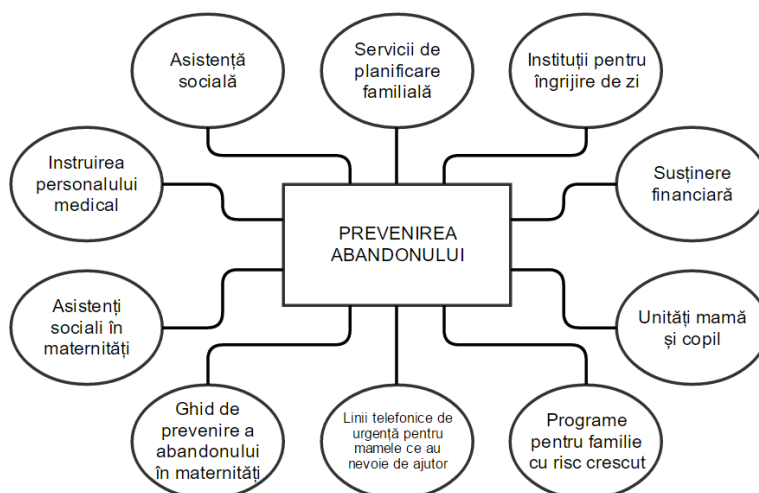 Asistență
socială
Servicii de
planificare
familială
Instituții pentru
îngrijire de zi
Instruirea
personalului
medical
Susținere
financiară
PREVENIREA
ABANDONULUI
Asistenți
sociali în
maternități
Unități mamă
și copil
Ghid de
prevenire a
abandonului
în maternități
Linii telefonice de
urgență pentru
mamele ce au
nevoie de ajutor
Programe
pentru familie
cu risc crescut